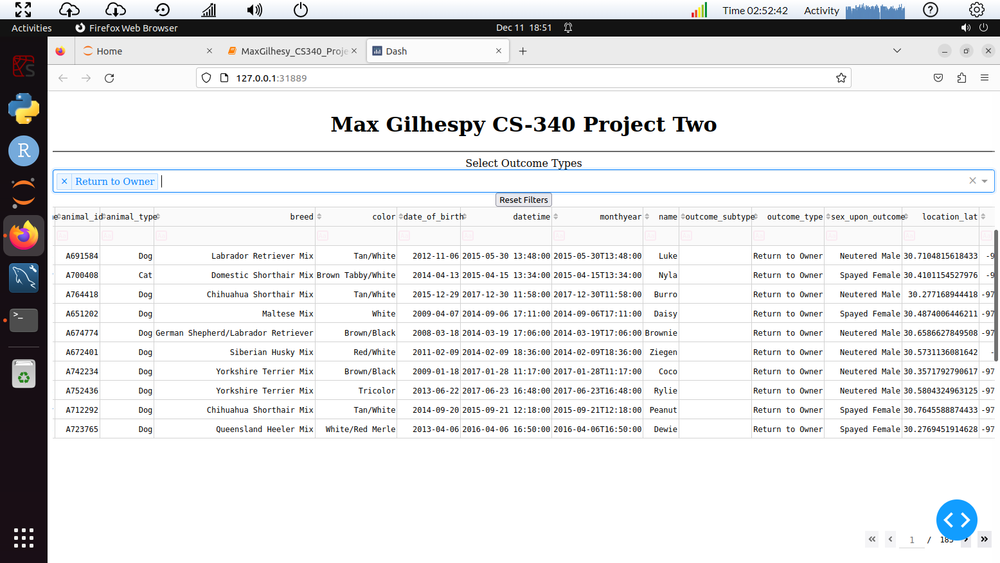 Time 02:52:42 Activity
Activities Firefox Web Browser Dec 11 18:51
Home MaxGilhesy_CS340_Proje Dash
127.0.0.1:31889
Max Gilhespy CS-340 Project Two
Select Outcome Types
× Return to Owner
Reset Filters
animal_id animal_type breed color date_of_birth datetime monthyear name outcome_subtype outcome_type sex_upon_outcome location_lat
A691584 Dog Labrador Retriever Mix Tan/White 2012-11-06 2015-05-30 13:48:00 2015-05-30T13:48:00 Luke Return to Owner Neutered Male 30.7104815618433 -9
A700408 Cat Domestic Shorthair Mix Brown Tabby/White 2014-04-13 2015-04-15 13:34:00 2015-04-15T13:34:00 Nyla Return to Owner Spayed Female 30.4101154527976 -9
A764418 Dog Chihuahua Shorthair Mix Tan/White 2015-12-29 2017-12-30 11:58:00 2017-12-30T11:58:00 Burro Return to Owner Neutered Male 30.277168944418 -97
A651202 Dog Maltese Mix White 2009-04-07 2014-09-06 17:11:00 2014-09-06T17:11:00 Daisy Return to Owner Spayed Female 30.4874006446211 -97
A674774 Dog German Shepherd/Labrador Retriever Brown/Black 2008-03-18 2014-03-19 17:06:00 2014-03-19T17:06:00 Brownie Return to Owner Neutered Male 30.6586627849508 -97
A672401 Dog Siberian Husky Mix Red/White 2011-02-09 2014-02-09 18:36:00 2014-02-09T18:36:00 Ziegen Return to Owner Neutered Male 30.5731136081642 -
A742234 Dog Yorkshire Terrier Mix Brown/Black 2009-01-18 2017-01-28 11:17:00 2017-01-28T11:17:00 Coco Return to Owner Neutered Male 30.3571792790617 -97
A752436 Dog Yorkshire Terrier Mix Tricolor 2013-06-22 2017-06-23 16:48:00 2017-06-23T16:48:00 Rylie Return to Owner Neutered Male 30.5804324963125 -97
A712292 Dog Chihuahua Shorthair Mix Tan/White 2014-09-20 2015-09-21 12:18:00 2015-09-21T12:18:00 Peanut Return to Owner Spayed Female 30.7645588874433 -97
A723765 Dog Queensland Heeler Mix White/Red Merle 2013-04-06 2016-04-06 16:50:00 2016-04-06T16:50:00 Dewie Return to Owner Spayed Female 30.2769451914628 -97
1 /